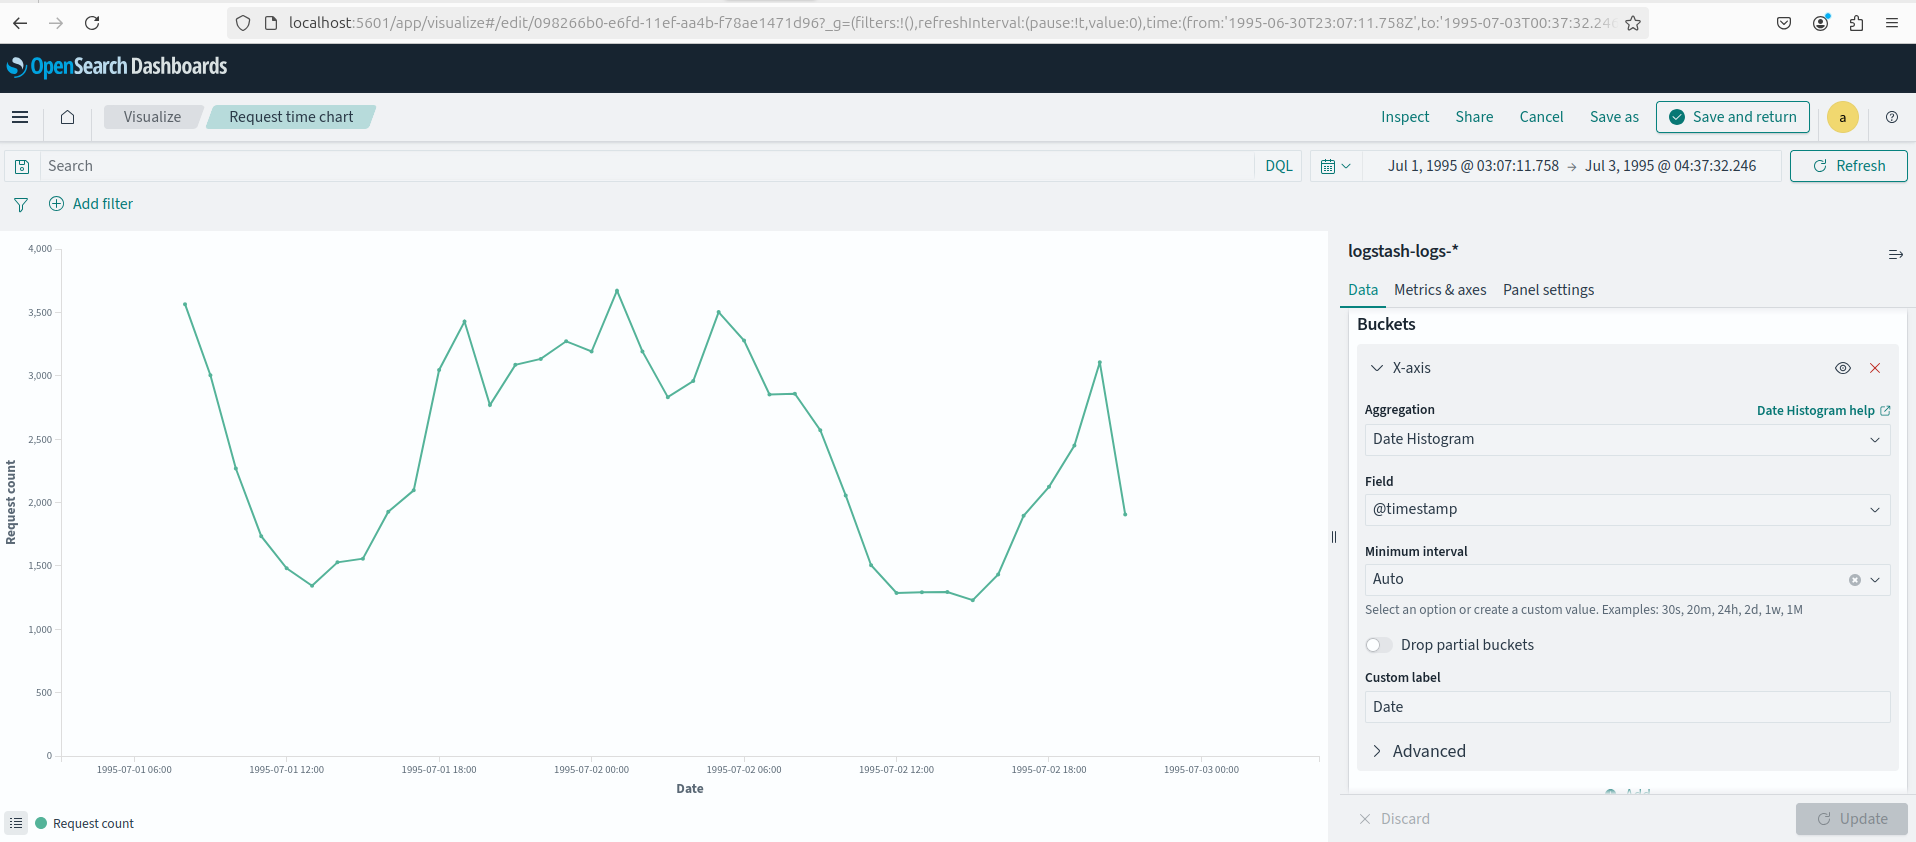 localhost:5601/app/visualize#/edit/098266b0-e6fd-11ef-aa4b-f78ae1471d96?_g=(filters:!(),refreshInterval:(pause:!t,value:0),time:(from:'1995-06-30T23:07:11.758Z',to:'1995-07-03T00:37:32.24
OpenSearch Dashboards
Visualize Request time chart Inspect Share Cancel Save as Save and return a
Search DQL Jul 1, 1995 @ 03:07:11.758 → Jul 3, 1995 @ 04:37:32.246 Refresh
Add filter
4,000
3,500
3,000
2,500
2,000
1,500
1,000
500
0
Request count
1995-07-01 06:00 1995-07-01 12:00 1995-07-01 18:00 1995-07-02 00:00 1995-07-02 06:00 1995-07-02 12:00 1995-07-02 18:00 1995-07-03 00:00
Date
Request count
logstash-logs-*
Data Metrics & axes Panel settings
Buckets
X-axis
Aggregation Date Histogram help
Date Histogram
Field
@timestamp
Minimum interval
Auto
Select an option or create a custom value. Examples: 30s, 20m, 24h, 2d, 1w, 1M
Drop partial buckets
Custom label
Date
Advanced
Add
Discard Update